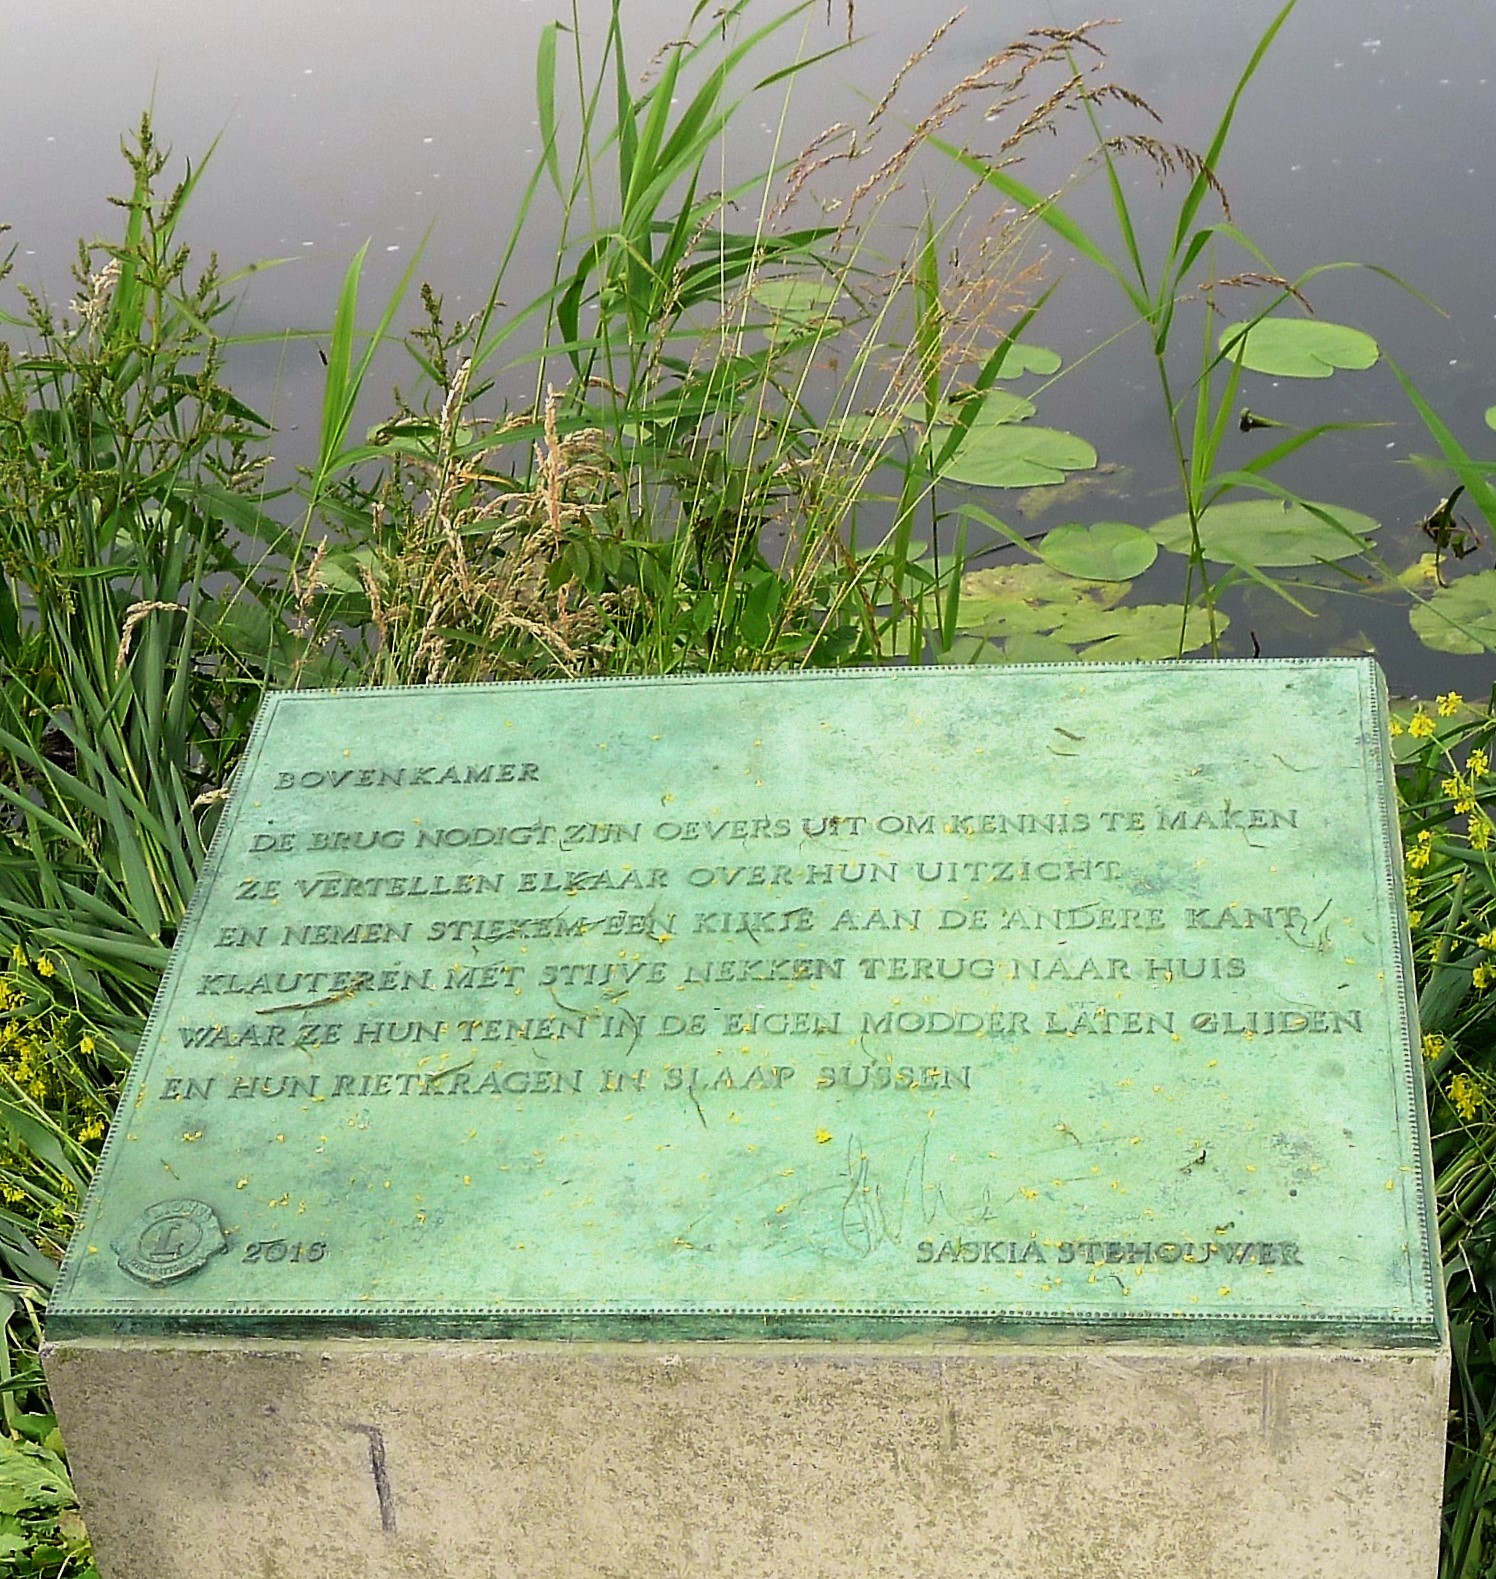 BOVENKAMER
DE BRUG NODIGT ZIJN OEVERS UIT OM KENNIS TE MAKEN
ZE VERTELLEN ELKAAR OVER HUN UITZICHT
EN NEMEN STIEKEM EEN KIJKJE AAN DE ANDERE KANT
KLAUTEREN MET STIJVE NEKKEN TERUG NAAR HUIS
WAAR ZE HUN TENEN IN DE EIGEN MODDER LATEN GLIJDEN
EN HUN RIETKRAGEN IN SLAAP SUSSEN
L
2016 SASKIA STEHOUWER